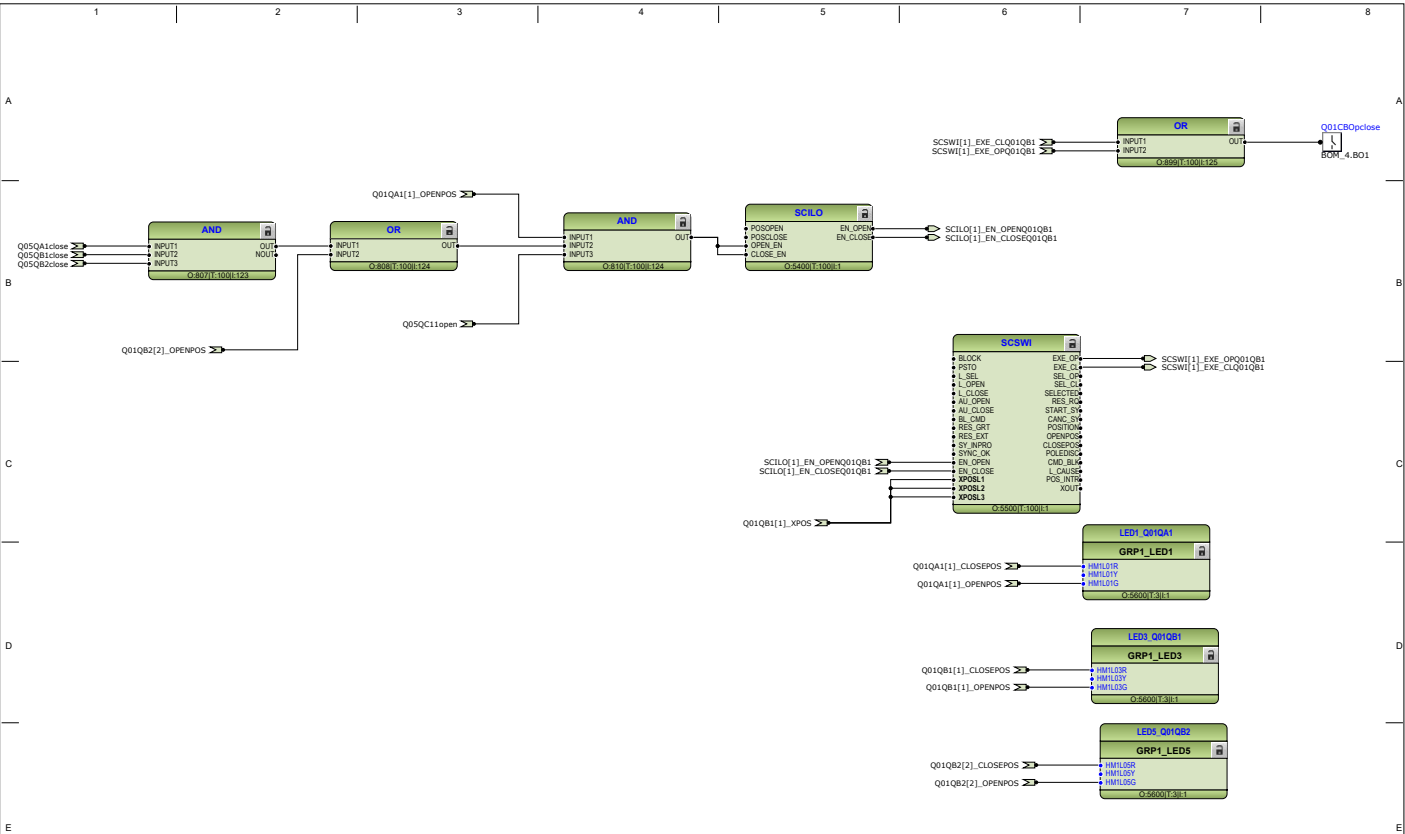 1 2 3 4 5 6 7 8
A A
OR
SCSWI[1]_EXE_CLQ01QB1 INPUT1 OUT
SCSWI[1]_EXE_OPQ01QB1 INPUT2
O:899|T:100|I:125
Q01CBOpclose
BOM_4.BO1
Q01QA1[1]_OPENPOS
AND
Q05QA1close INPUT1 OUT
Q05QB1close INPUT2 NOUT
Q05QB2close INPUT3
O:807|T:100|I:123
OR
INPUT1 OUT
INPUT2
O:808|T:100|I:124
AND
INPUT1 OUT
INPUT2
INPUT3
O:810|T:100|I:124
SCILO
POSOPEN EN_OPEN
POSCLOSE EN_CLOSE
OPEN_EN
CLOSE_EN
O:5400|T:100|I:1
SCILO[1]_EN_OPENQ01QB1
SCILO[1]_EN_CLOSEQ01QB1
B B
Q05QC11open
Q01QB2[2]_OPENPOS
SCSWI
BLOCK EXE_OP SCSWI[1]_EXE_OPQ01QB1
PSTO EXE_CL SCSWI[1]_EXE_CLQ01QB1
L_SEL SEL_OP
L_OPEN SEL_CL
L_CLOSE SELECTED
AU_OPEN RES_RQ
AU_CLOSE START_SY
BL_CMD CANC_SY
RES_GRT POSITION
RES_EXT OPENPOS
SY_INPRO CLOSEPOS
SYNC_OK POLEDISC
SCILO[1]_EN_OPENQ01QB1 EN_OPEN CMD_BLK
SCILO[1]_EN_CLOSEQ01QB1 EN_CLOSE L_CAUSE
XPOSL1 POS_INTR
XPOSL2 XOUT
XPOSL3
O:5500|T:100|I:1
C C
Q01QB1[1]_XPOS
LED1_Q01QA1
GRP1_LED1
Q01QA1[1]_CLOSEPOS HM1L01R
HM1L01Y
Q01QA1[1]_OPENPOS HM1L01G
O:5600|T:3|I:1
D D
LED3_Q01QB1
GRP1_LED3
Q01QB1[1]_CLOSEPOS HM1L03R
HM1L03Y
Q01QB1[1]_OPENPOS HM1L03G
O:5600|T:3|I:1
LED5_Q01QB2
GRP1_LED5
Q01QB2[2]_CLOSEPOS HM1L05R
HM1L05Y
Q01QB2[2]_OPENPOS HM1L05G
O:5600|T:3|I:1
E E